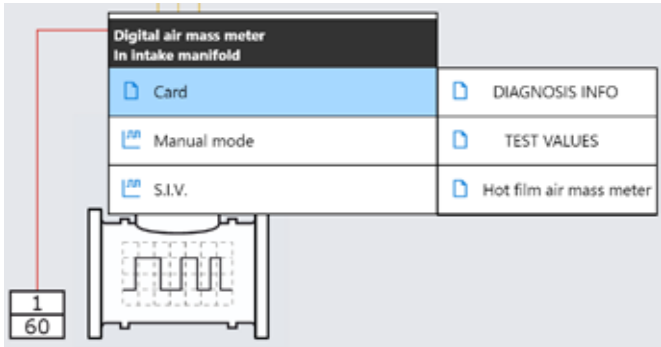 Digital air mass meter
In intake manifold
Card
DIAGNOSIS INFO
Manual mode
TEST VALUES
S.I.V.
Hot film air mass meter
1
60